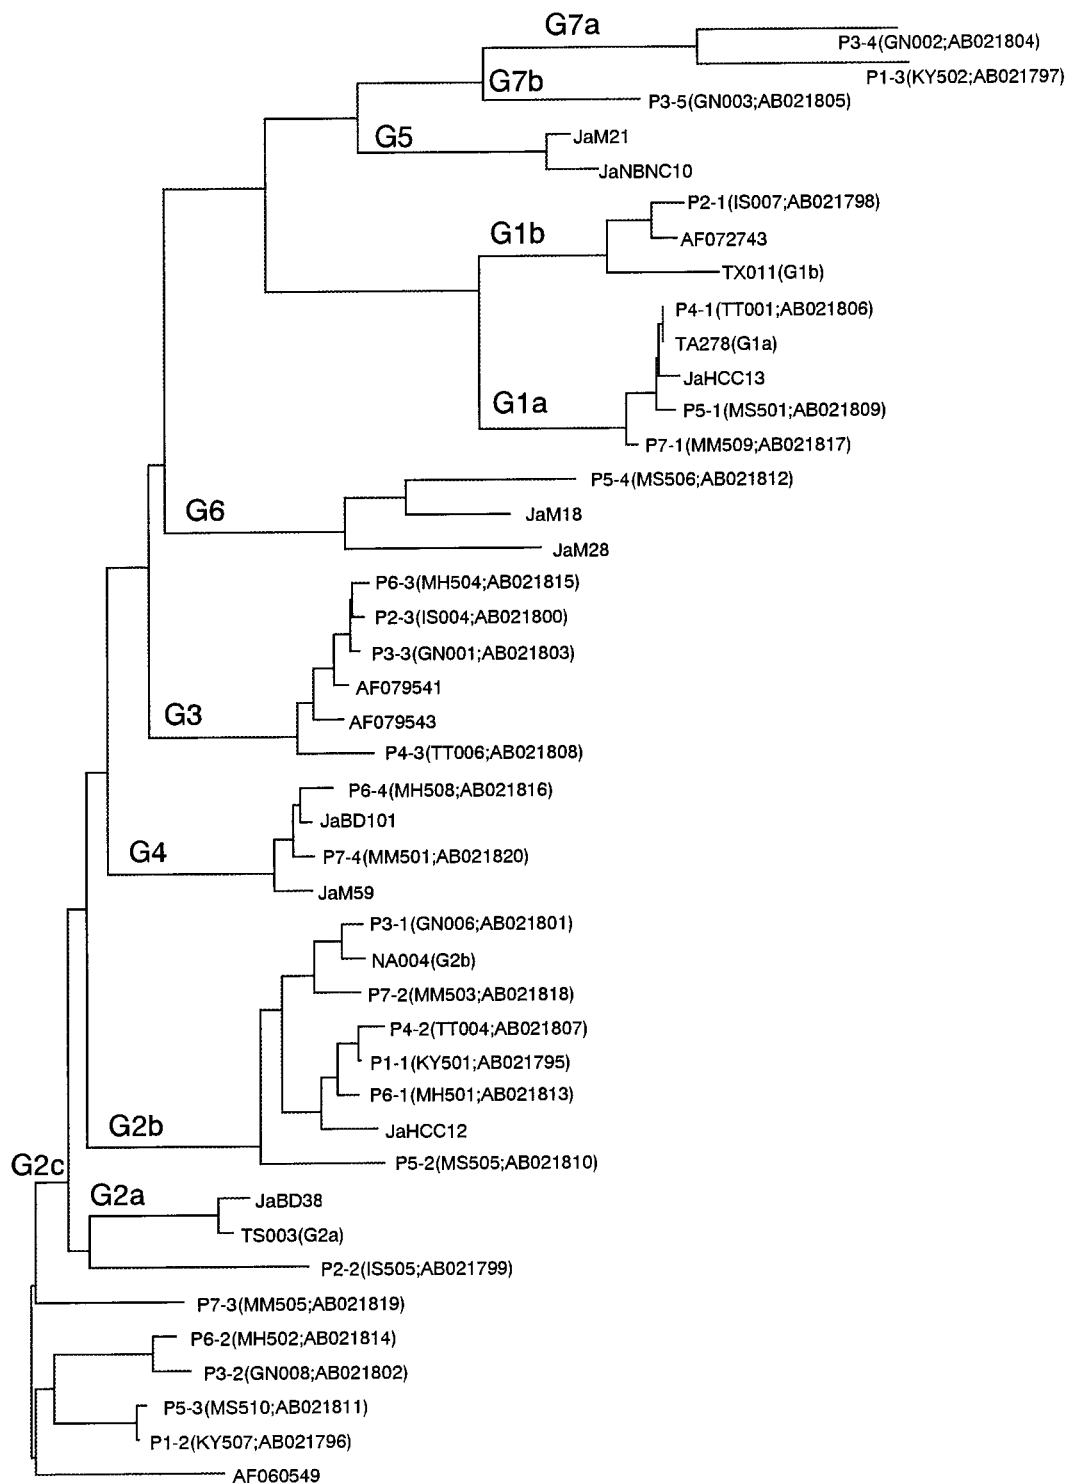 G7a
P3-4(GN002;AB021804)
P1-3(KY502;AB021797)
G7b
P3-5(GN003;AB021805)
G5
JaM21
JaNBNC10
P2-1(IS007;AB021798)
G1b
AF072743
TX011(G1b)
P4-1(TT001;AB021806)
TA278(G1a)
JaHCC13
G1a
P5-1(MS501;AB021809)
P7-1(MM509;AB021817)
P5-4(MS506;AB021812)
G6
JaM18
JaM28
P6-3(MH504;AB021815)
P2-3(IS004;AB021800)
P3-3(GN001;AB021803)
AF079541
G3
AF079543
P4-3(TT006;AB021808)
P6-4(MH508;AB021816)
JaBD101
G4
P7-4(MM501;AB021820)
JaM59
P3-1(GN006;AB021801)
NA004(G2b)
P7-2(MM503;AB021818)
P4-2(TT004;AB021807)
P1-1(KY501;AB021795)
P6-1(MH501;AB021813)
G2b
JaHCC12
P5-2(MS505;AB021810)
G2c
G2a
JaBD38
TS003(G2a)
P2-2(IS505;AB021799)
P7-3(MM505;AB021819)
P6-2(MH502;AB021814)
P3-2(GN008;AB021802)
P5-3(MS510;AB021811)
P1-2(KY507;AB021796)
AF060549